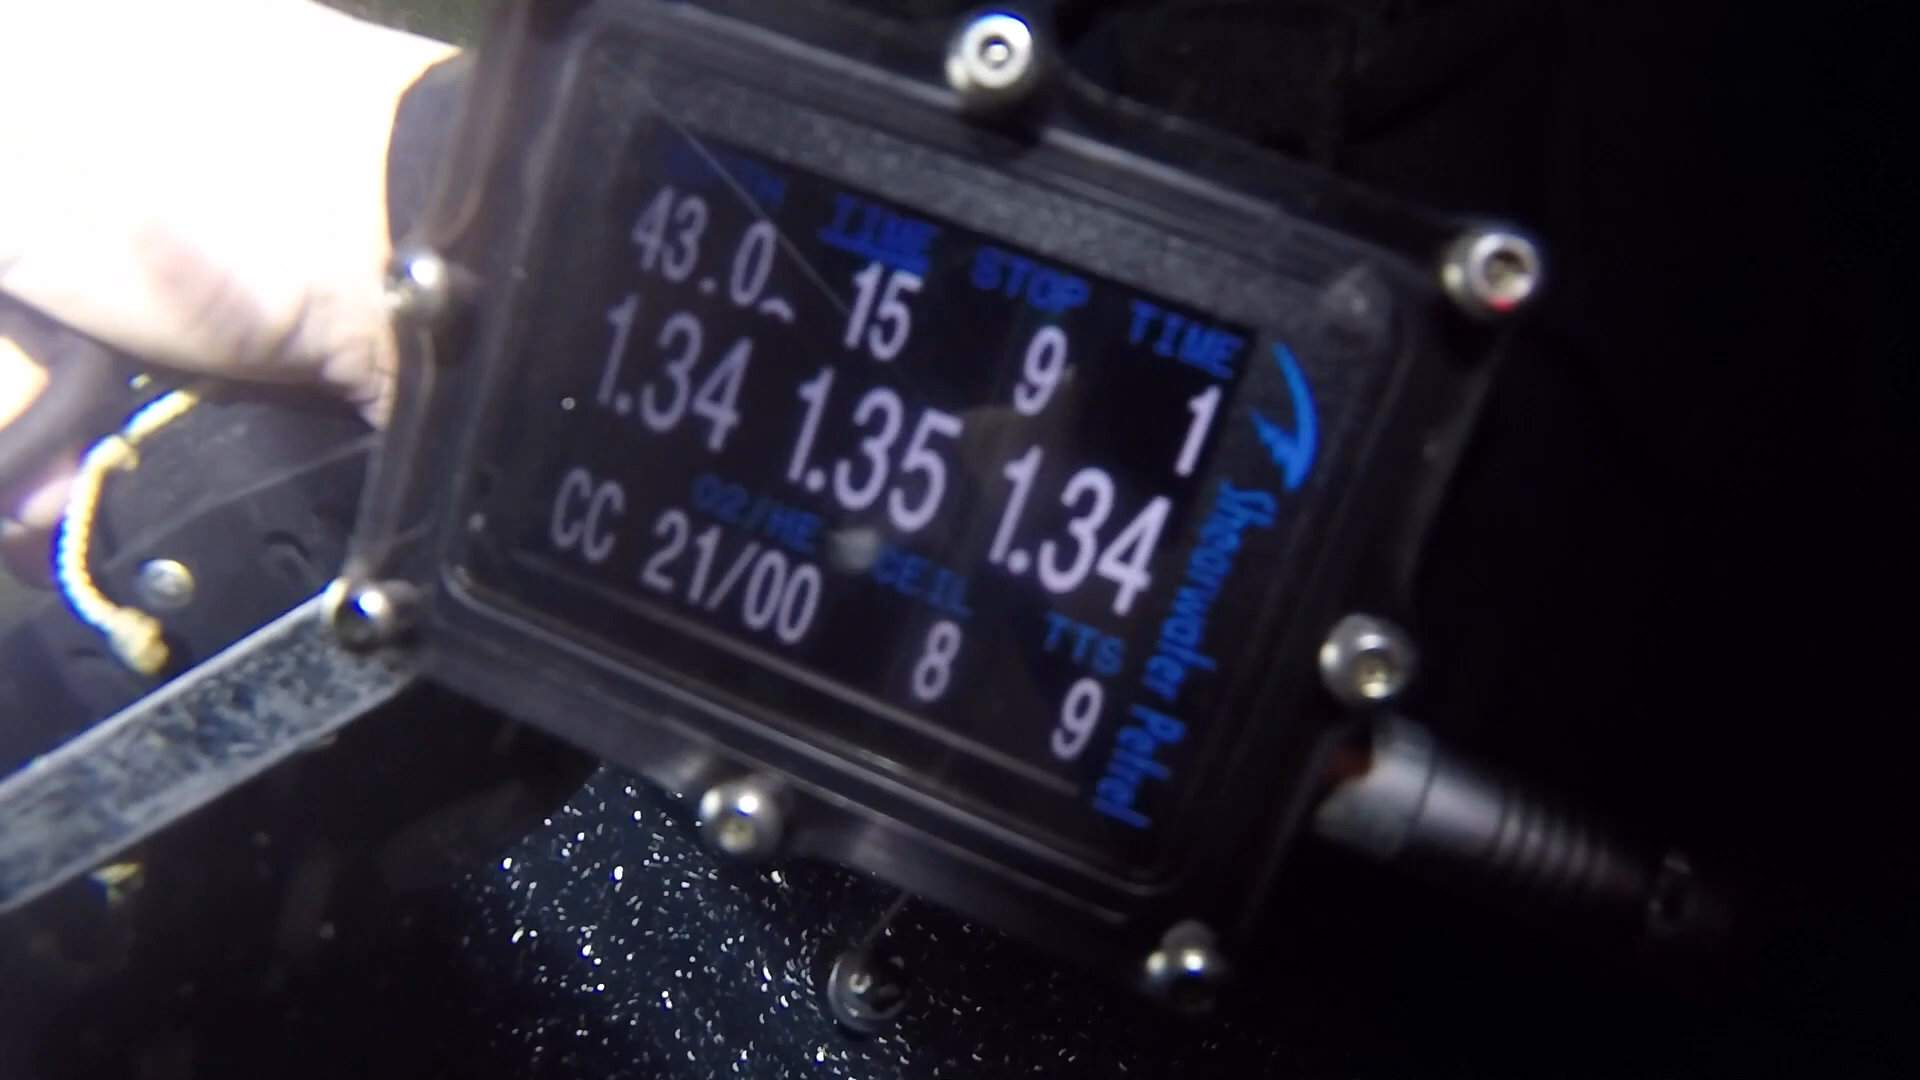 DEPTH TIME STOP TIME
43.0 15 9 1
1.34 1.35 1.34
O2/HE CEIL TTS
CC 21/00 8 9
Shearwater Petrel